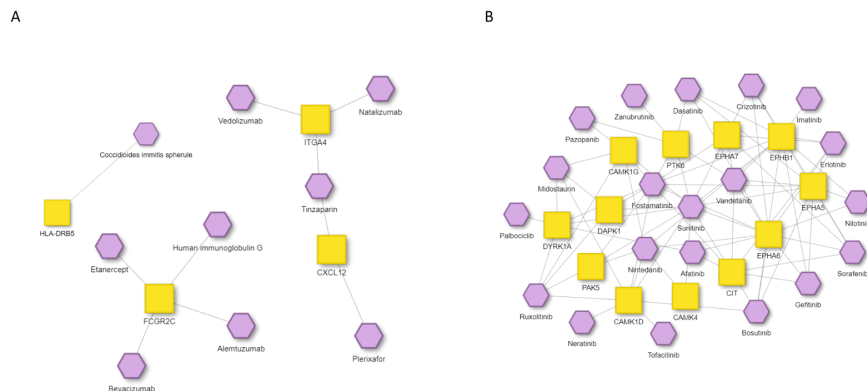 A
B
Vedolizumab
Natalizumab
ITGA4
Coccidioides immitis spherule
Tinzaparin
HLA-DRB5
Human immunoglobulin G
Etanercept
CXCL12
FCGR2C
Alemtuzumab
Plerixafor
Bevacizumab
Dasatinib
Crizotinib
Zanubrutinib
Imatinib
Pazopanib
PTK6
EPHA7
EPHB1
Erlotinib
CAMK1G
Midostaurin
Fostamatinib
Vandetanib
EPHA5
Nilotini
Palbociclib
DYRK1A
DAPK1
Sunitinib
EPHA6
Sorafenib
PAK5
Nintedanib
Afatinib
CIT
Gefitinib
Ruxolitinib
CAMK1D
CAMK4
Bosutinib
Neratinib
Tofacitinib